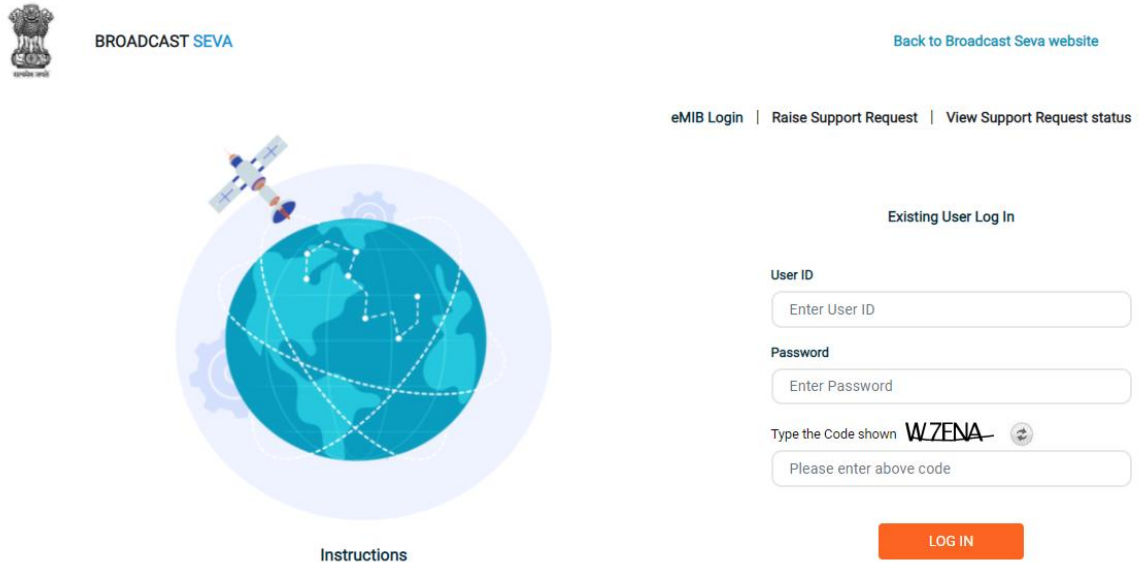 BROADCAST SEVA
Back to Broadcast Seva website
eMIB Login | Raise Support Request | View Support Request status
Existing User Log In
User ID
Enter User ID
Password
Enter Password
Type the Code shown
Please enter above code
LOG IN
Instructions